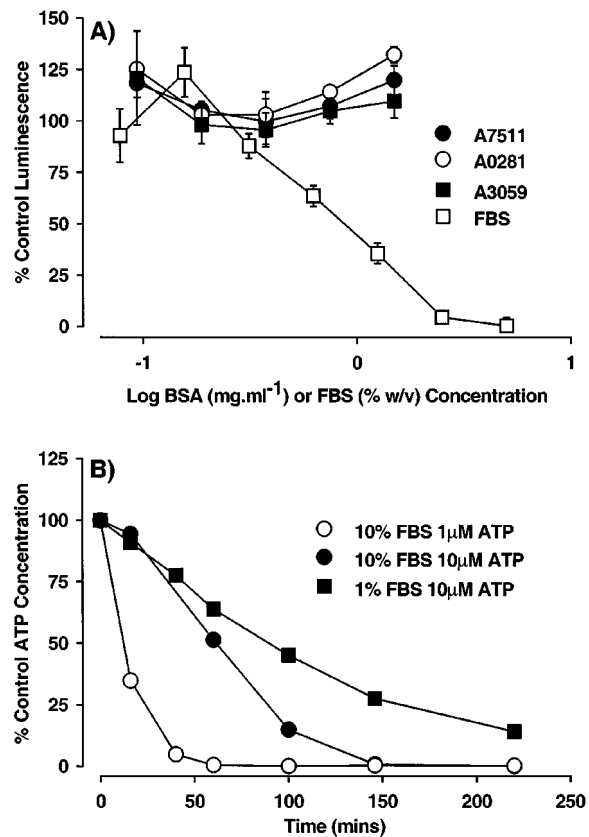 A)
150
125
100
75
50
25
0
% Control Luminescence
A7511
A0281
A3059
FBS
-1
0
1
Log BSA (mg.ml-1) or FBS (% w/v) Concentration
B)
125
100
75
50
25
0
% Control ATP Concentration
10% FBS 1μM ATP
10% FBS 10μM ATP
1% FBS 10μM ATP
0
50
100
150
200
250
Time (mins)